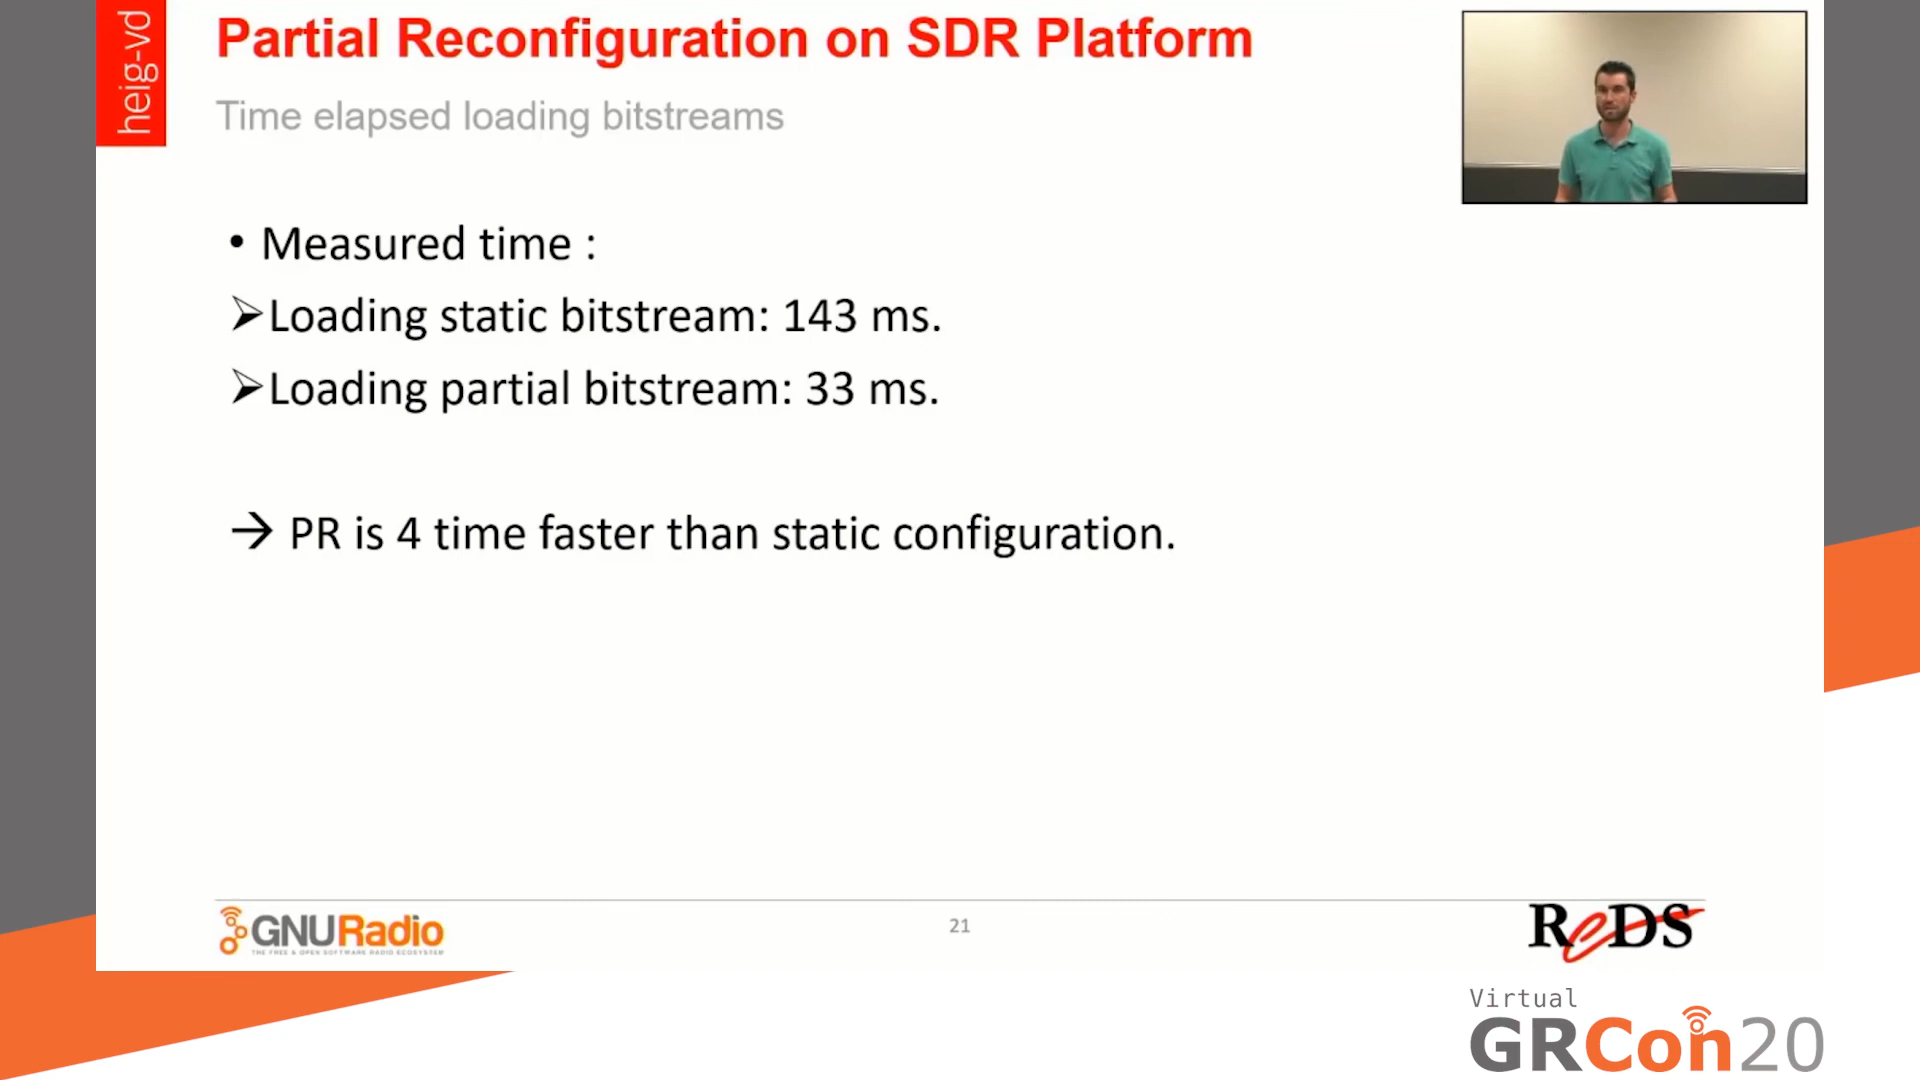 heig-vd
Partial Reconfiguration on SDR Platform
Time elapsed loading bitstreams
• Measured time :
➢Loading static bitstream: 143 ms.
➢Loading partial bitstream: 33 ms.
→ PR is 4 time faster than static configuration.
GNURadio
THE FREE & OPEN SOFTWARE RADIO ECOSYSTEM
21
ReDS
Virtual
GRCon20